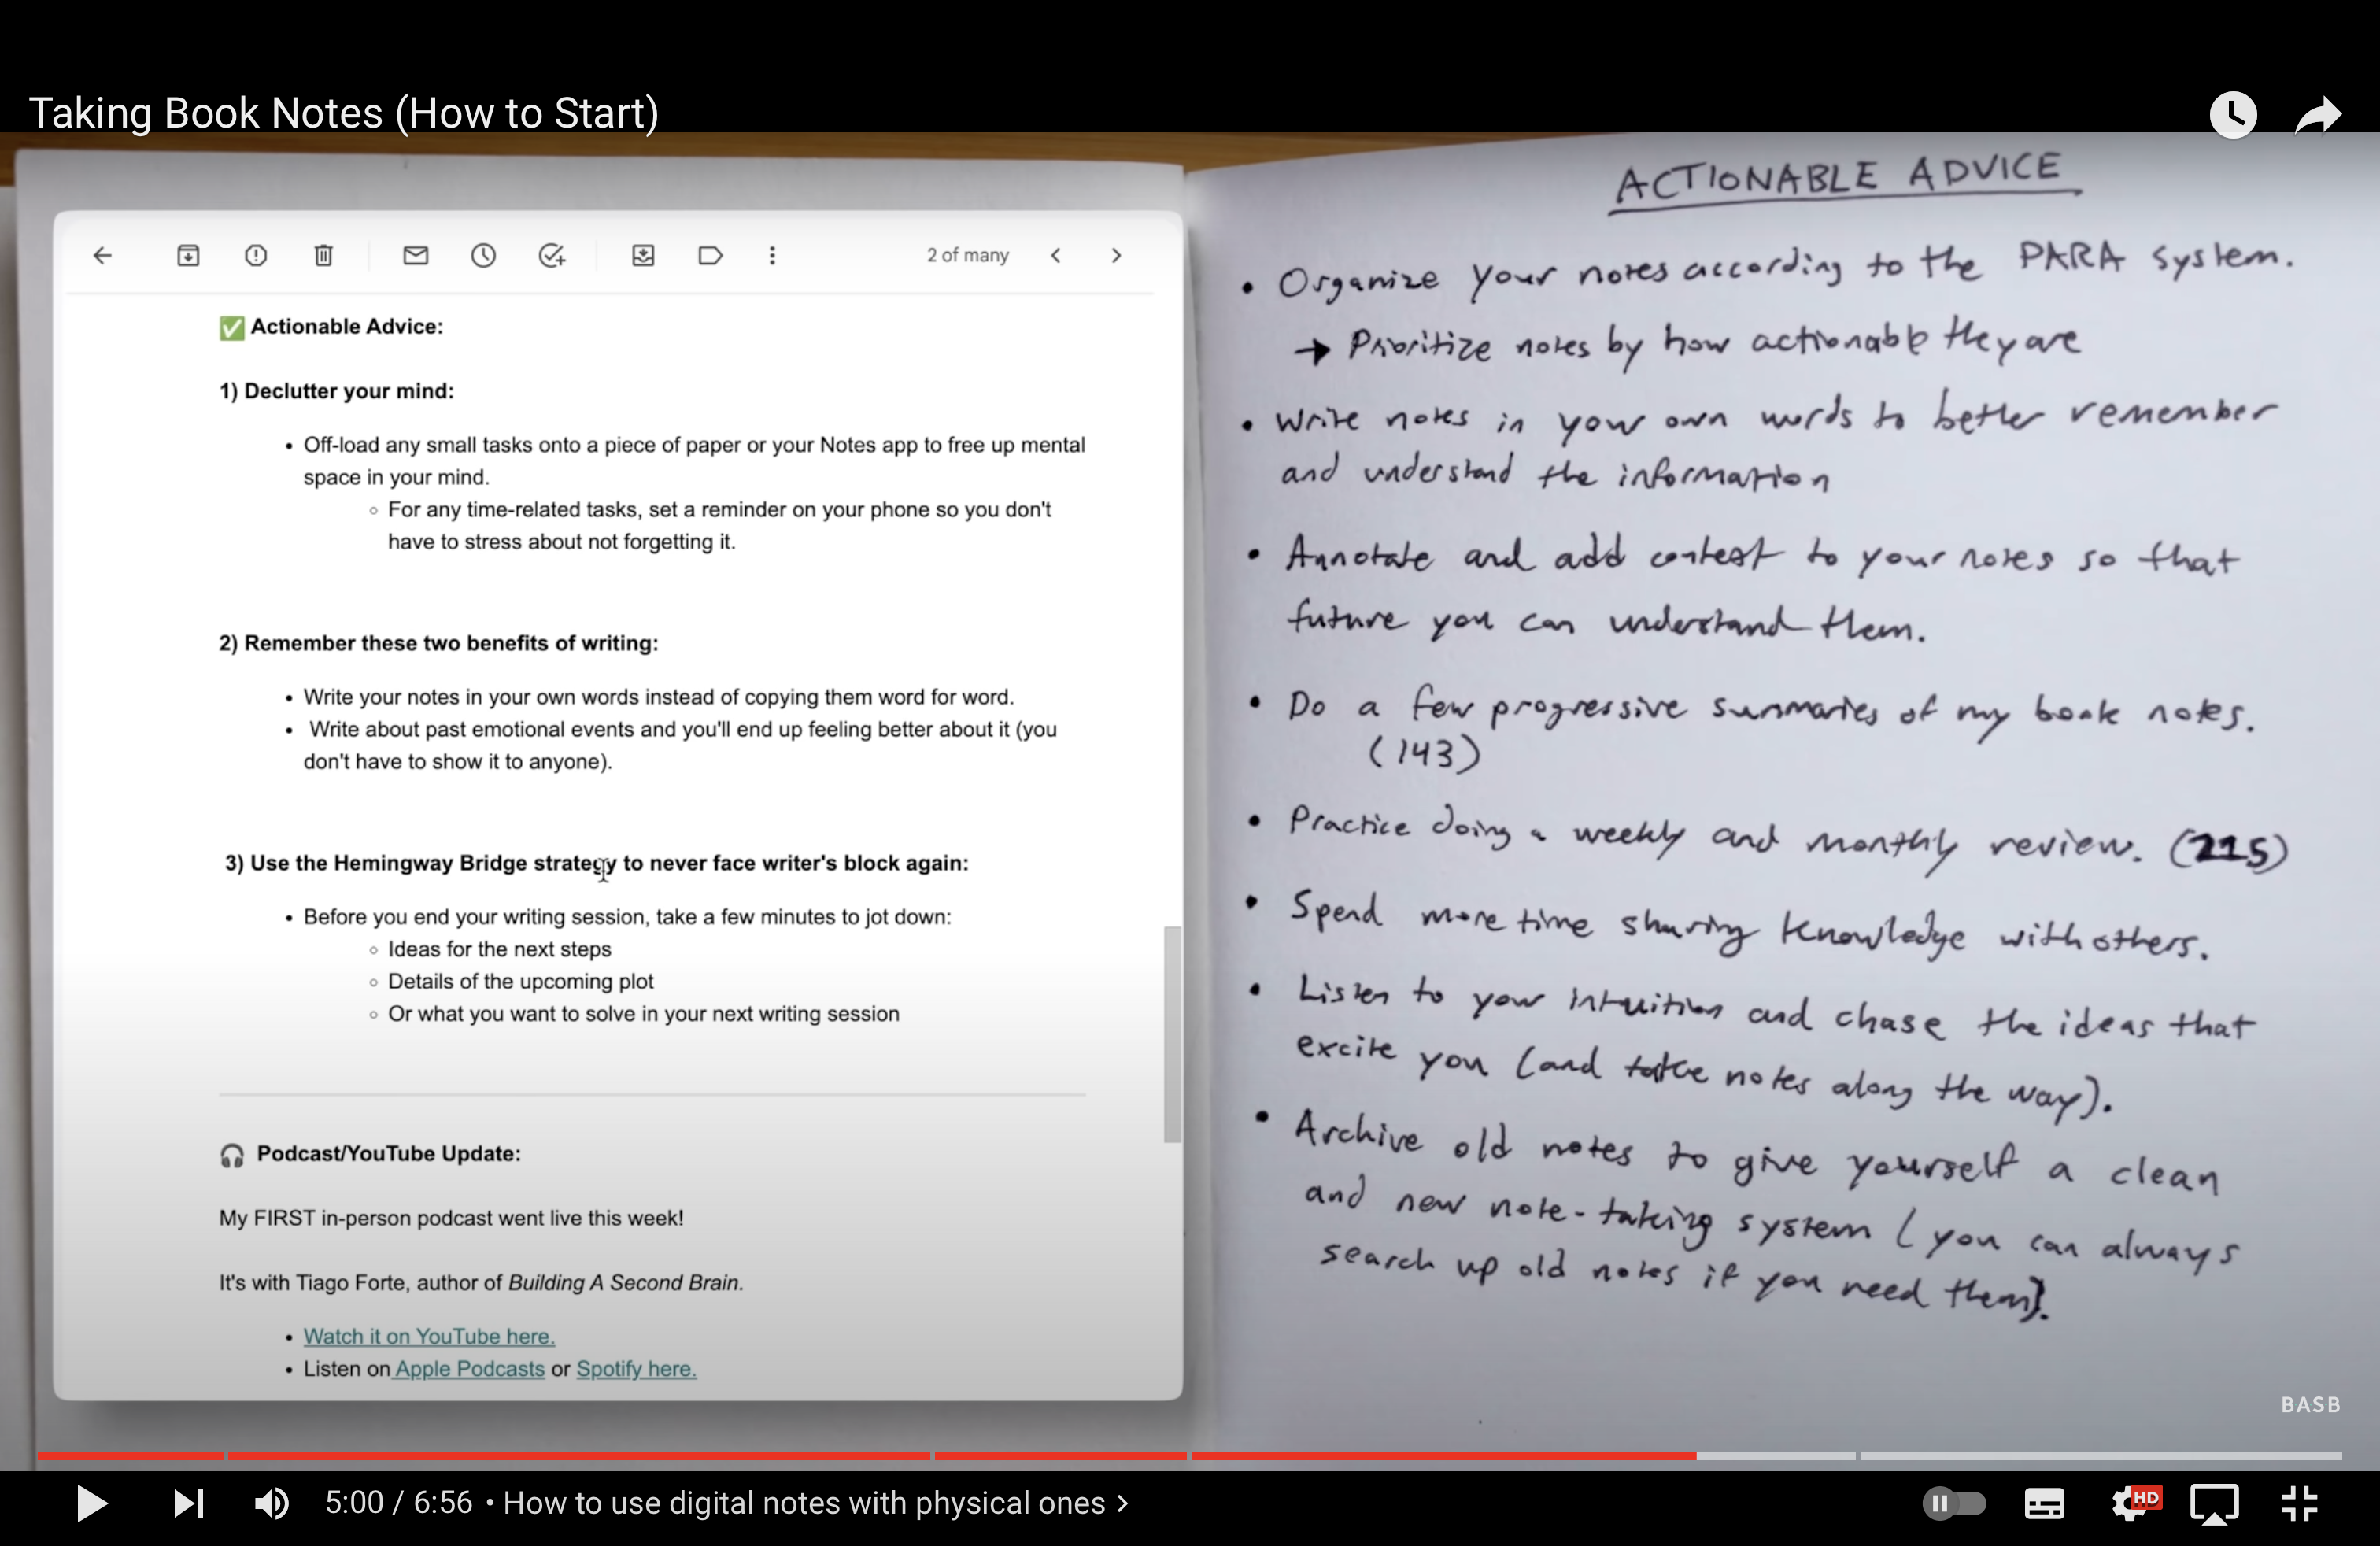 Taking Book Notes (How to Start)
2 of many
✅ Actionable Advice:
1) Declutter your mind:
• Off-load any small tasks onto a piece of paper or your Notes app to free up mental
space in your mind.
◦ For any time-related tasks, set a reminder on your phone so you don't
have to stress about not forgetting it.
2) Remember these two benefits of writing:
• Write your notes in your own words instead of copying them word for word.
• Write about past emotional events and you'll end up feeling better about it (you
don't have to show it to anyone).
3) Use the Hemingway Bridge strategy to never face writer's block again:
• Before you end your writing session, take a few minutes to jot down:
◦ Ideas for the next steps
◦ Details of the upcoming plot
◦ Or what you want to solve in your next writing session
🎧 Podcast/YouTube Update:
My FIRST in-person podcast went live this week!
It's with Tiago Forte, author of Building A Second Brain.
• Watch it on YouTube here.
• Listen on Apple Podcasts or Spotify here.
ACTIONABLE ADVICE
• Organize your notes according to the PARA system.
→ Prioritize notes by how actionable they are
• Write notes in your own words to better remember
and understand the information
• Annotate and add context to your notes so that
future you can understand them.
• Do a few progressive summaries of my book notes.
(143)
• Practice doing a weekly and monthly review. (215)
• Spend more time sharing knowledge with others.
• Listen to your intuition and chase the ideas that
excite you (and take notes along the way).
• Archive old notes to give yourself a clean
and new note-taking system (you can always
search up old notes if you need them).
BASB
5:00 / 6:56 • How to use digital notes with physical ones >
HD